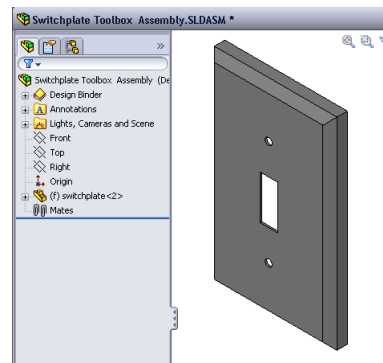 Switchplate Toolbox Assembly.SLDASM *
»
Switchplate Toolbox Assembly (De
Design Binder
A Annotations
Lights, Cameras and Scene
Front
Top
Right
Origin
(f) switchplate<2>
Mates